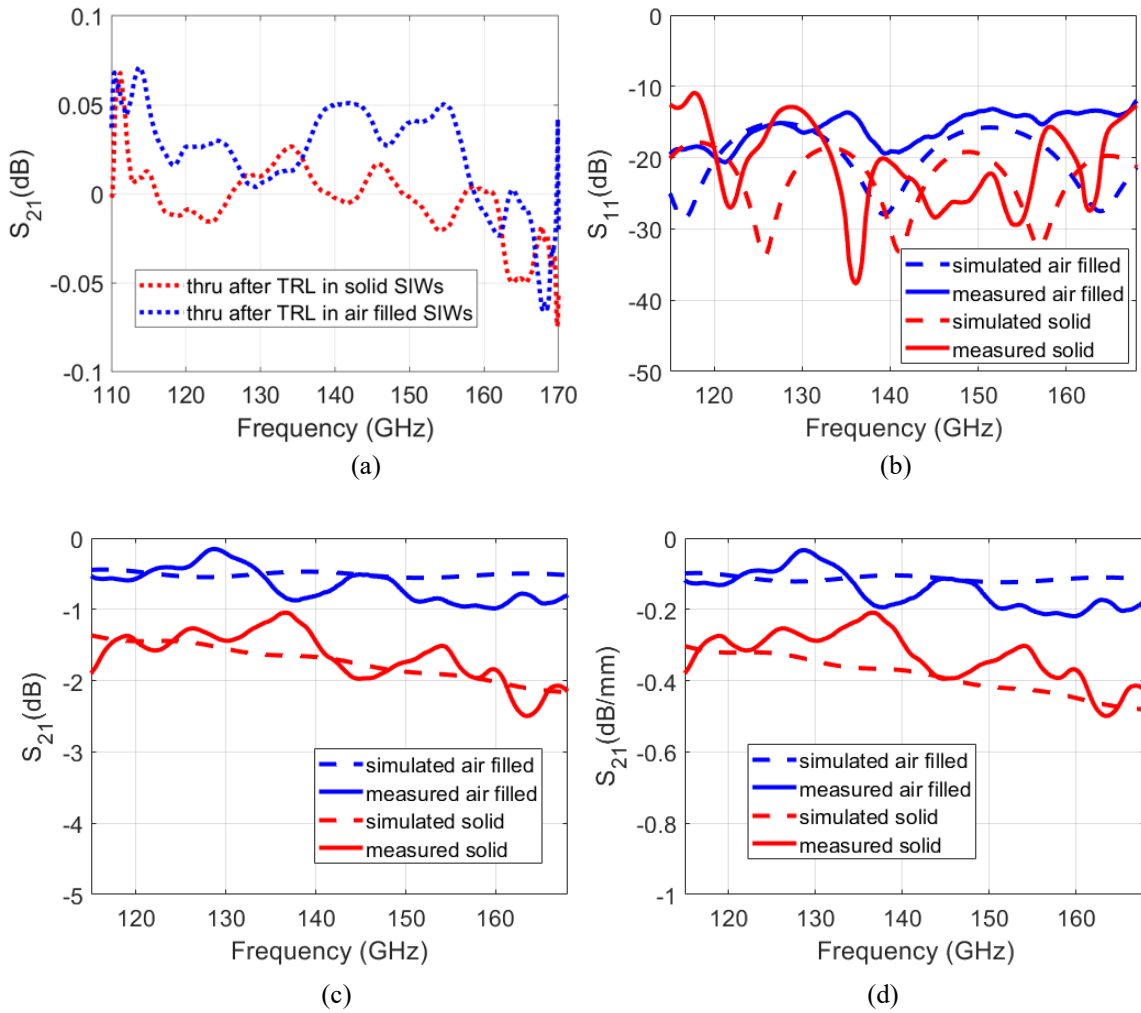 0.1
0.05
0
-0.05
-0.1
S21(dB)
thru after TRL in solid SIWs
thru after TRL in air filled SIWs
110 120 130 140 150 160 170
Frequency (GHz)
(a)
0
-10
-20
-30
-40
-50
S11(dB)
simulated air filled
measured air filled
simulated solid
measured solid
120 130 140 150 160
Frequency (GHz)
(b)
0
-1
-2
-3
-4
-5
S21(dB)
simulated air filled
measured air filled
simulated solid
measured solid
120 130 140 150 160
Frequency (GHz)
(c)
0
-0.2
-0.4
-0.6
-0.8
-1
S21(dB/mm)
simulated air filled
measured air filled
simulated solid
measured solid
120 130 140 150 160
Frequency (GHz)
(d)